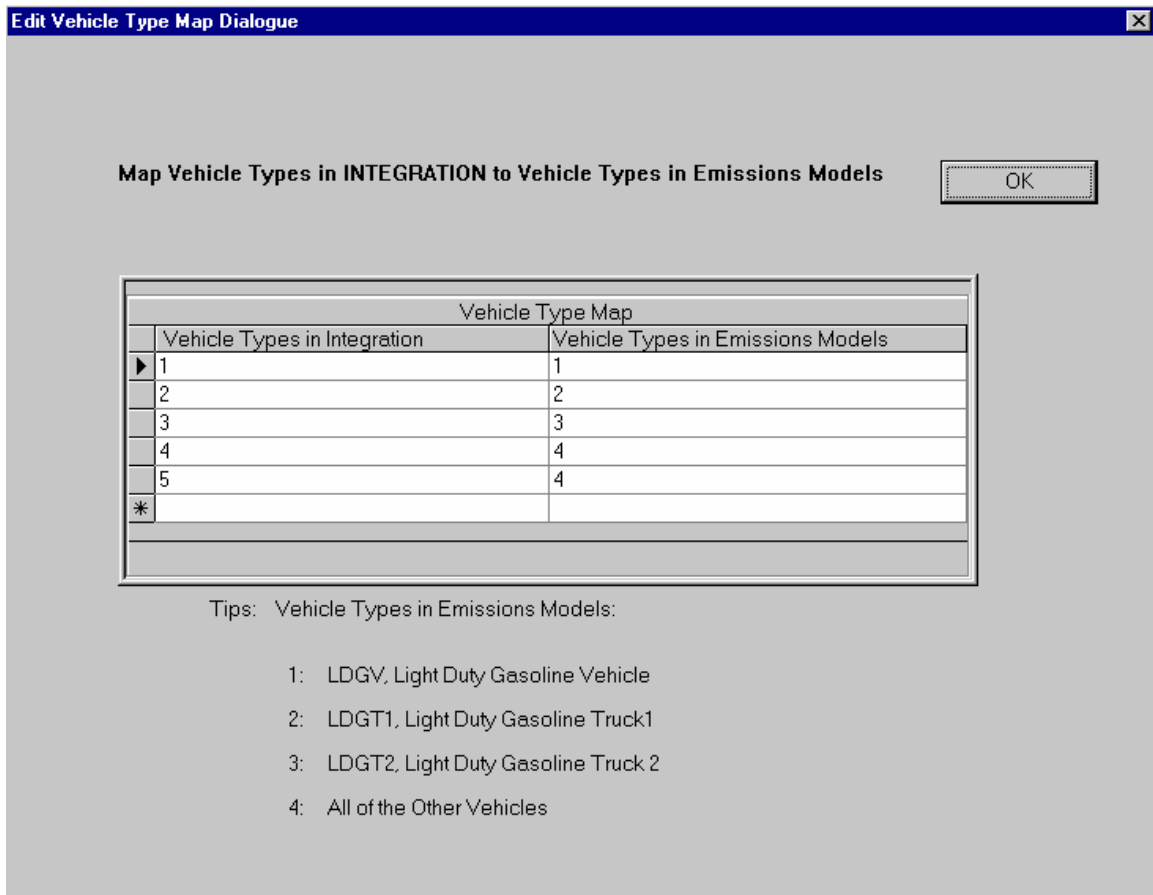 Edit Vehicle Type Map Dialogue
Map Vehicle Types in INTEGRATION to Vehicle Types in Emissions Models
OK
Vehicle Type Map
Vehicle Types in Integration Vehicle Types in Emissions Models
1 1
2 2
3 3
4 4
5 4
*
Tips: Vehicle Types in Emissions Models:
1: LDGV, Light Duty Gasoline Vehicle
2: LDGT1, Light Duty Gasoline Truck1
3: LDGT2, Light Duty Gasoline Truck 2
4: All of the Other Vehicles